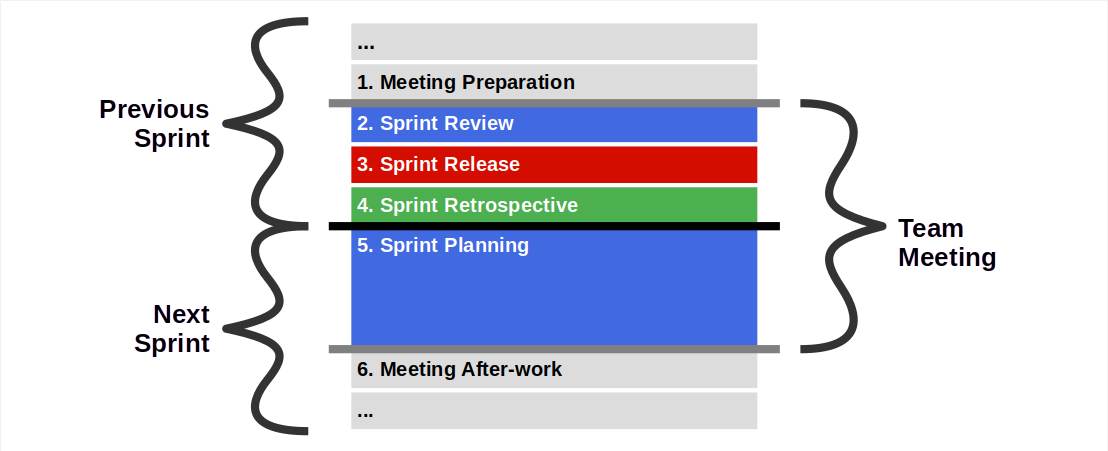 ...
1. Meeting Preparation
Previous
Sprint
2. Sprint Review
3. Sprint Release
4. Sprint Retrospective
5. Sprint Planning
Team
Meeting
Next
Sprint
6. Meeting After-work
...